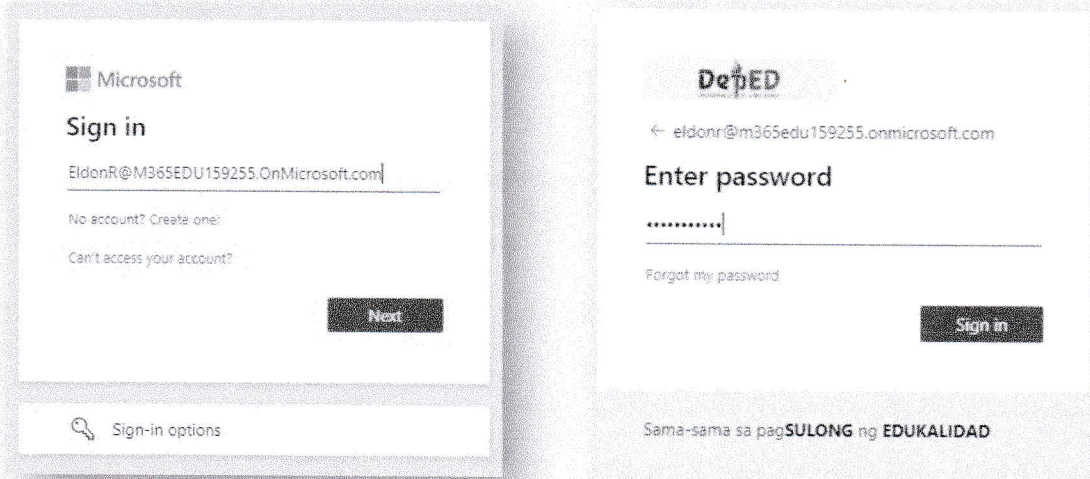 Microsoft
Sign in
EldonR@M365EDU159255.OnMicrosoft.com
No account? Create one!
Can't access your account?
Next
Sign-in options
DepED
← eldonr@m365edu159255.onmicrosoft.com
Enter password
•••••••••••
Forgot my password
Sign in
Sama-sama sa pagSULONG ng EDUKALIDAD